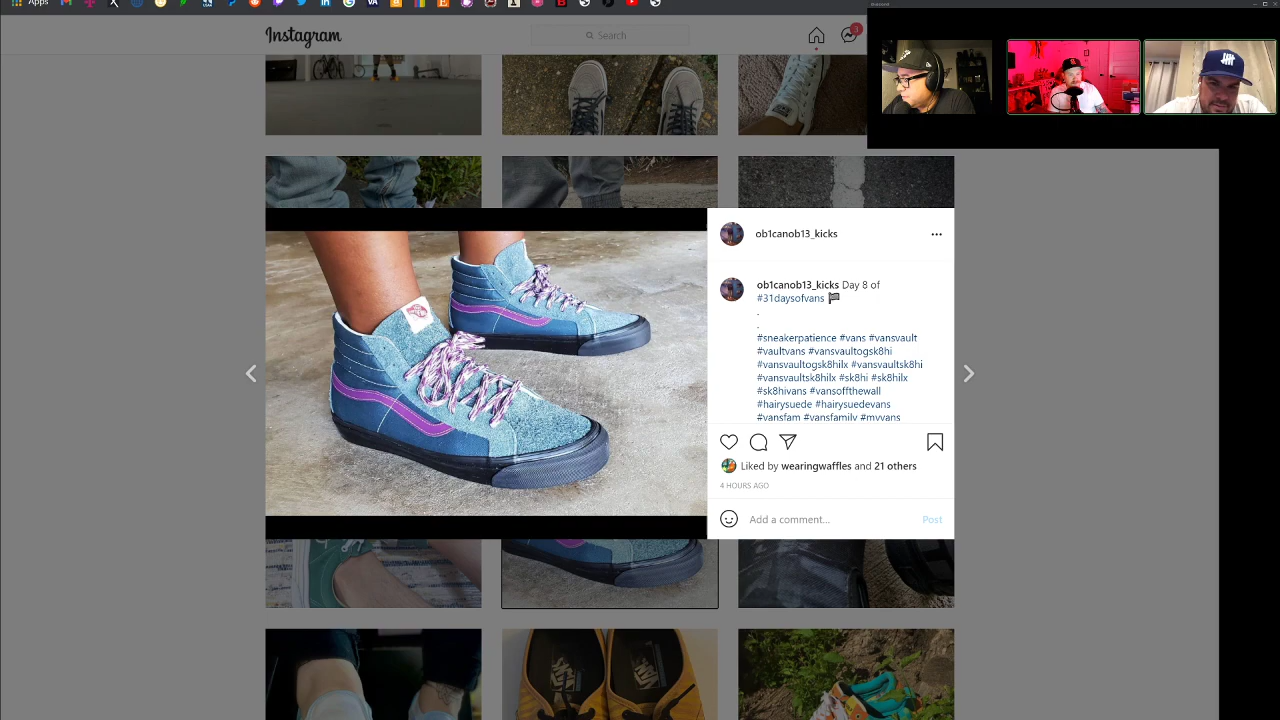 Apps
Instagram
Search
3
ob1canob13_kicks
ob1canob13_kicks Day 8 of
#31daysofvans
.
.
#sneakerpatience #vans #vansvault
#vaultvans #vansvaultogsk8hi
#vansvaultogsk8hilx #vansvaultsk8hi
#vansvaultsk8hilx #sk8hi #sk8hilx
#sk8hivans #vansoffthewall
#hairysuede #hairysuedevans
#vansfam #vansfamily #myvans
Liked by wearingwaffles and 21 others
4 HOURS AGO
Add a comment...
Post